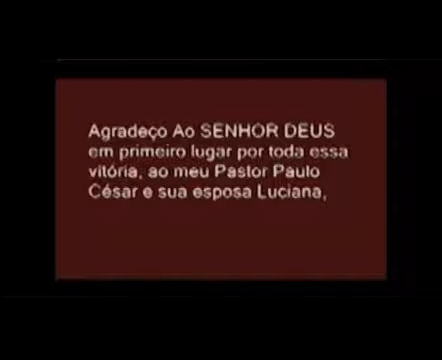 Agradeço Ao SENHOR DEUS
em primeiro lugar por toda essa
vitória, ao meu Pastor Paulo
César e sua esposa Luciana,